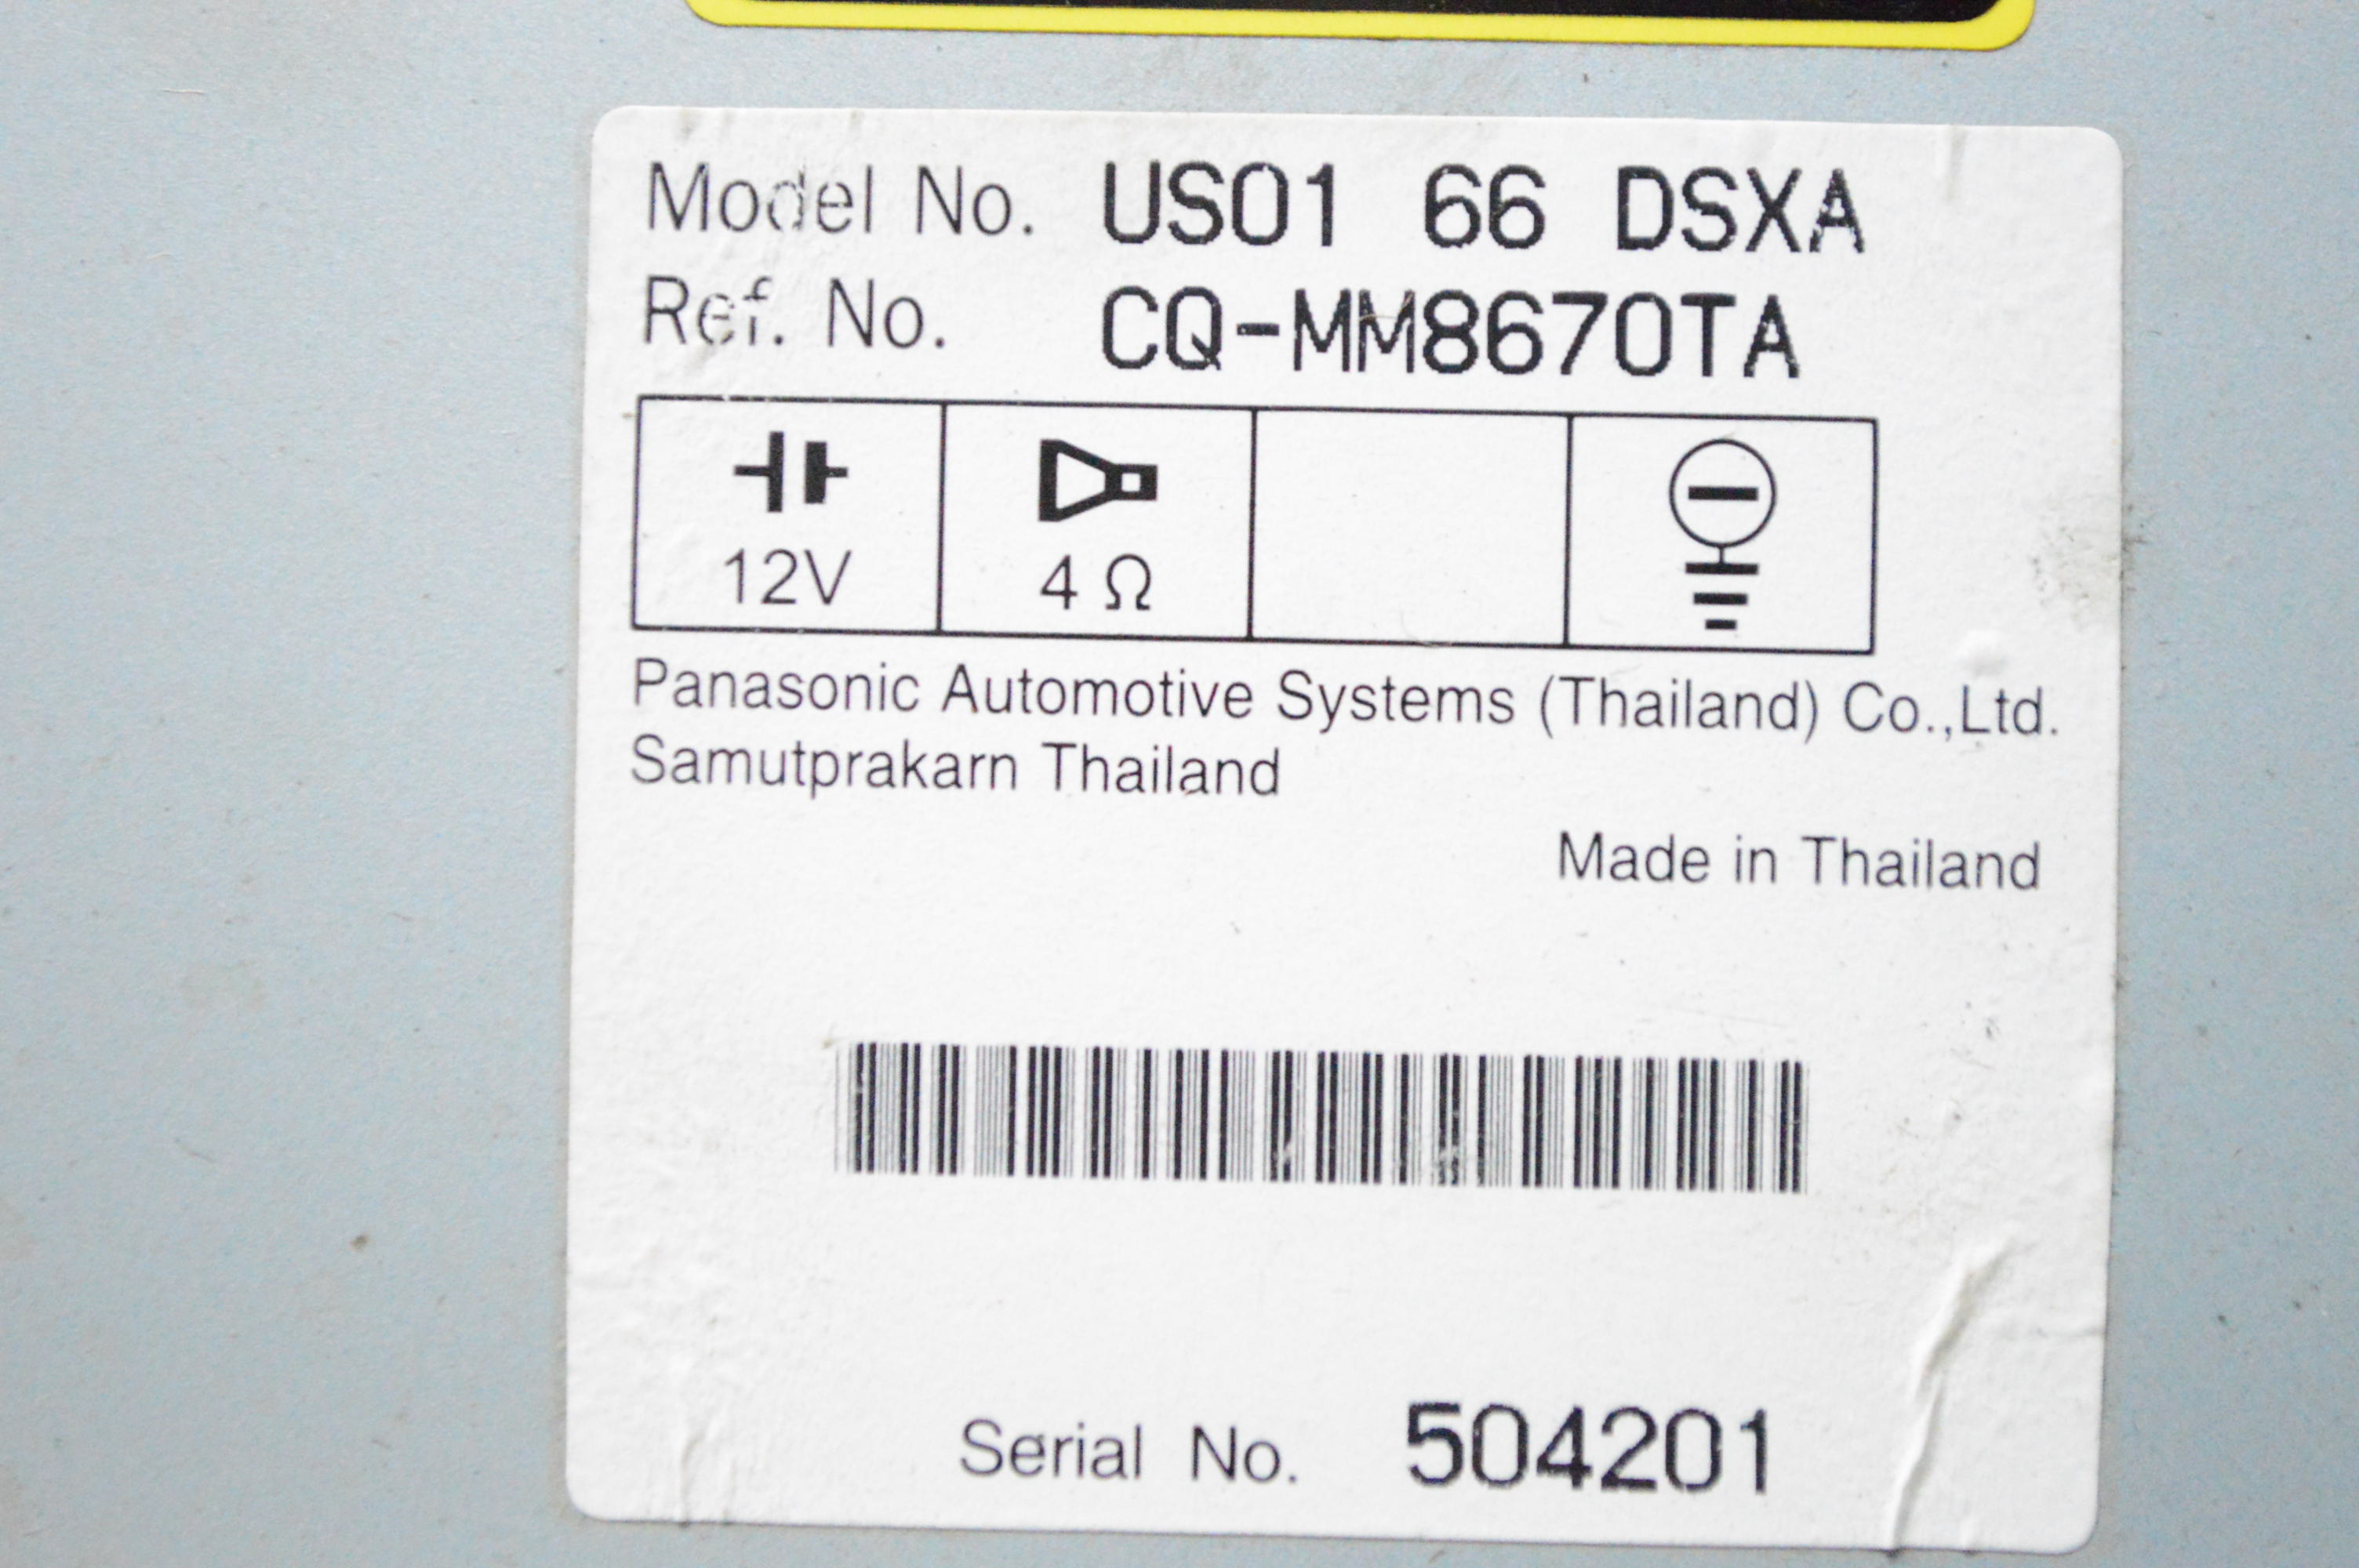 Model No. US01 66 DSXA
Ref. No. CQ-MM8670TA
12V 4 Ω
Panasonic Automotive Systems (Thailand) Co.,Ltd.
Samutprakarn Thailand
Made in Thailand
Serial No. 504201